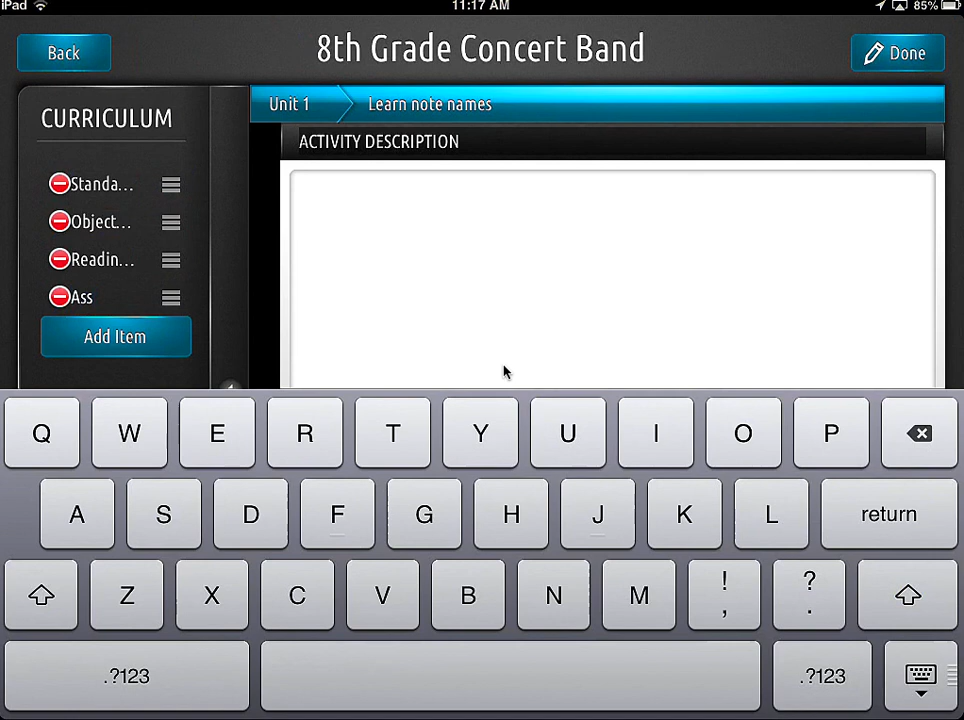 iPad 11:17 AM 85%
Back 8th Grade Concert Band Done
Unit 1 Learn note names
CURRICULUM
ACTIVITY DESCRIPTION
Standa...
Object...
Readin...
Ass
Add Item
Q W E R T Y U I O P
A S D F G H J K L return
Z X C V B N M ! , ? .
.?123 .?123